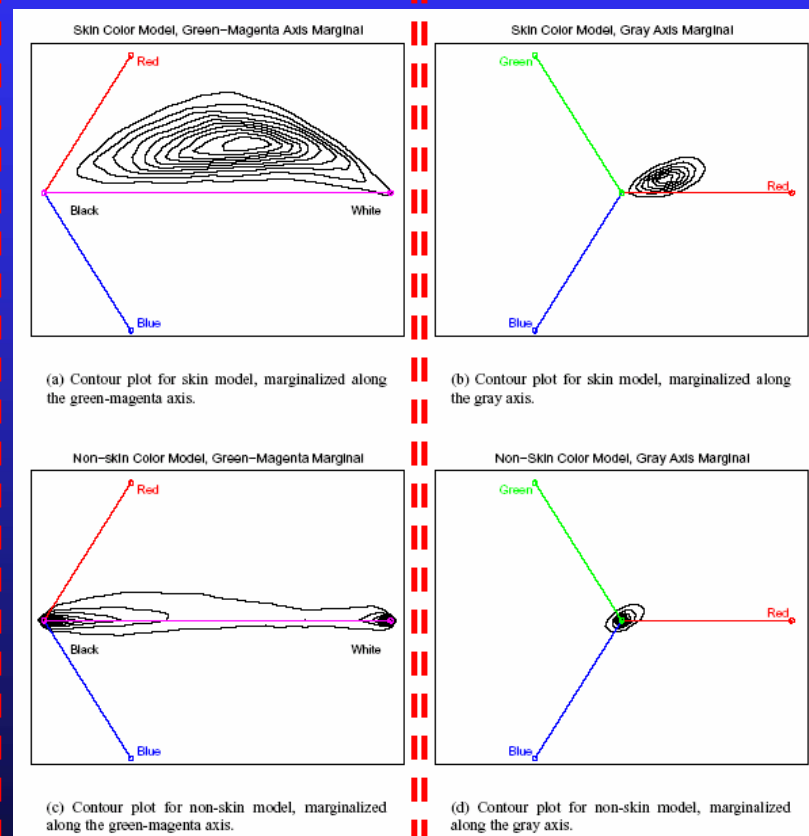 Skin Color Model, Green-Magenta Axis Marginal
Red
Black
White
Blue
(a) Contour plot for skin model, marginalized along
the green-magenta axis.
Skin Color Model, Gray Axis Marginal
Green
Red
Blue
(b) Contour plot for skin model, marginalized along
the gray axis.
Non-skin Color Model, Green-Magenta Marginal
Red
Black
White
Blue
(c) Contour plot for non-skin model, marginalized
along the green-magenta axis.
Non-Skin Color Model, Gray Axis Marginal
Green
Red
Blue
(d) Contour plot for non-skin model, marginalized
along the gray axis.